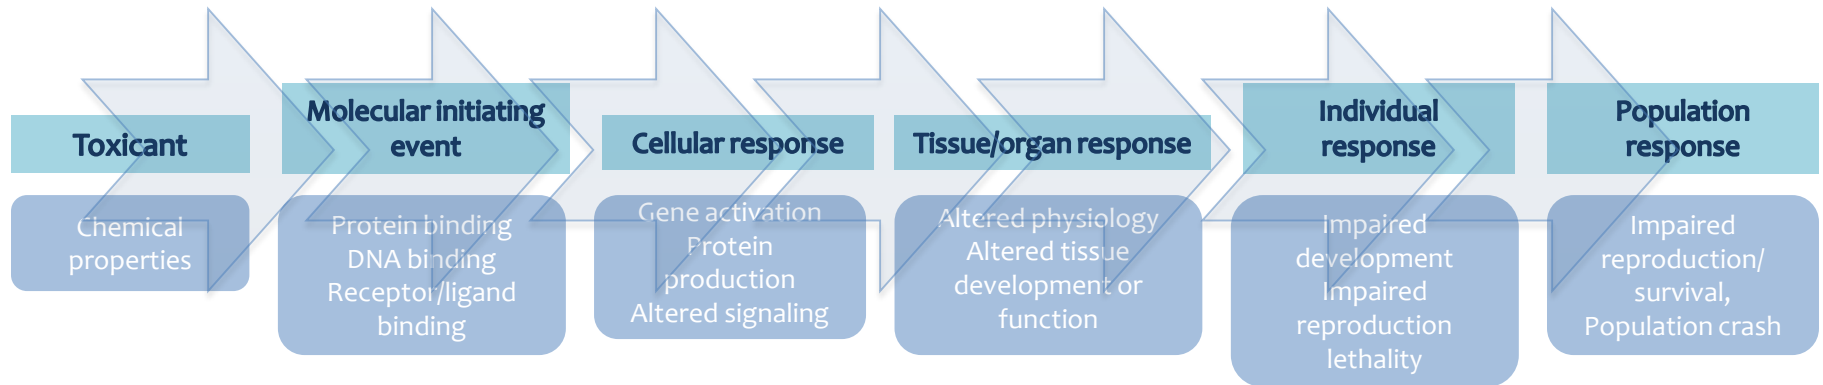 Toxicant
Chemical
properties
Molecular initiating
event
Protein binding
DNA binding
Receptor/ligand
binding
Cellular response
Gene activation
Protein
production
Altered signaling
Tissue/organ response
Altered physiology
Altered tissue
development or
function
Individual
response
Impaired
development
Impaired
reproduction
lethality
Population
response
Impaired
reproduction/
survival,
Population crash